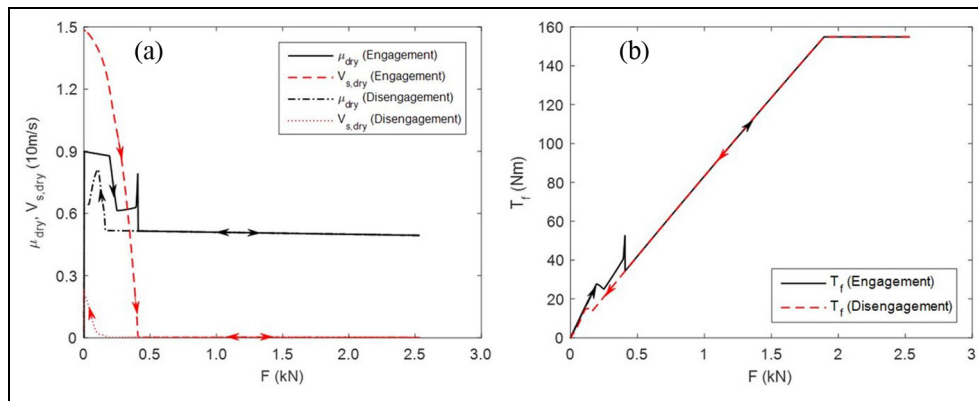 (a)
μdry (Engagement)
Vs,dry (Engagement)
μdry (Disengagement)
Vs,dry (Disengagement)
μdry, Vs,dry (10m/s)
1.5
1.2
0.9
0.6
0.3
0
0 0.5 1.0 1.5 2.0 2.5 3.0
F (kN)
(b)
Tf (Nm)
160
140
120
100
80
60
40
20
0
Tf (Engagement)
Tf (Disengagement)
0 0.5 1 1.5 2 2.5 3
F (kN)